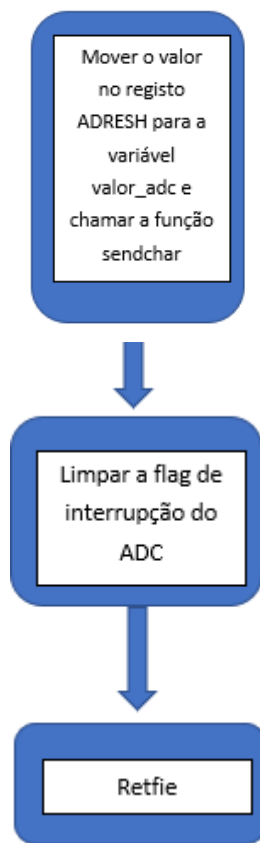 Mover o valor
no registo
ADRESH para a
variável
valor_adc e
chamar a função
sendchar
Limpar a flag de
interrupção do
ADC
Retfie